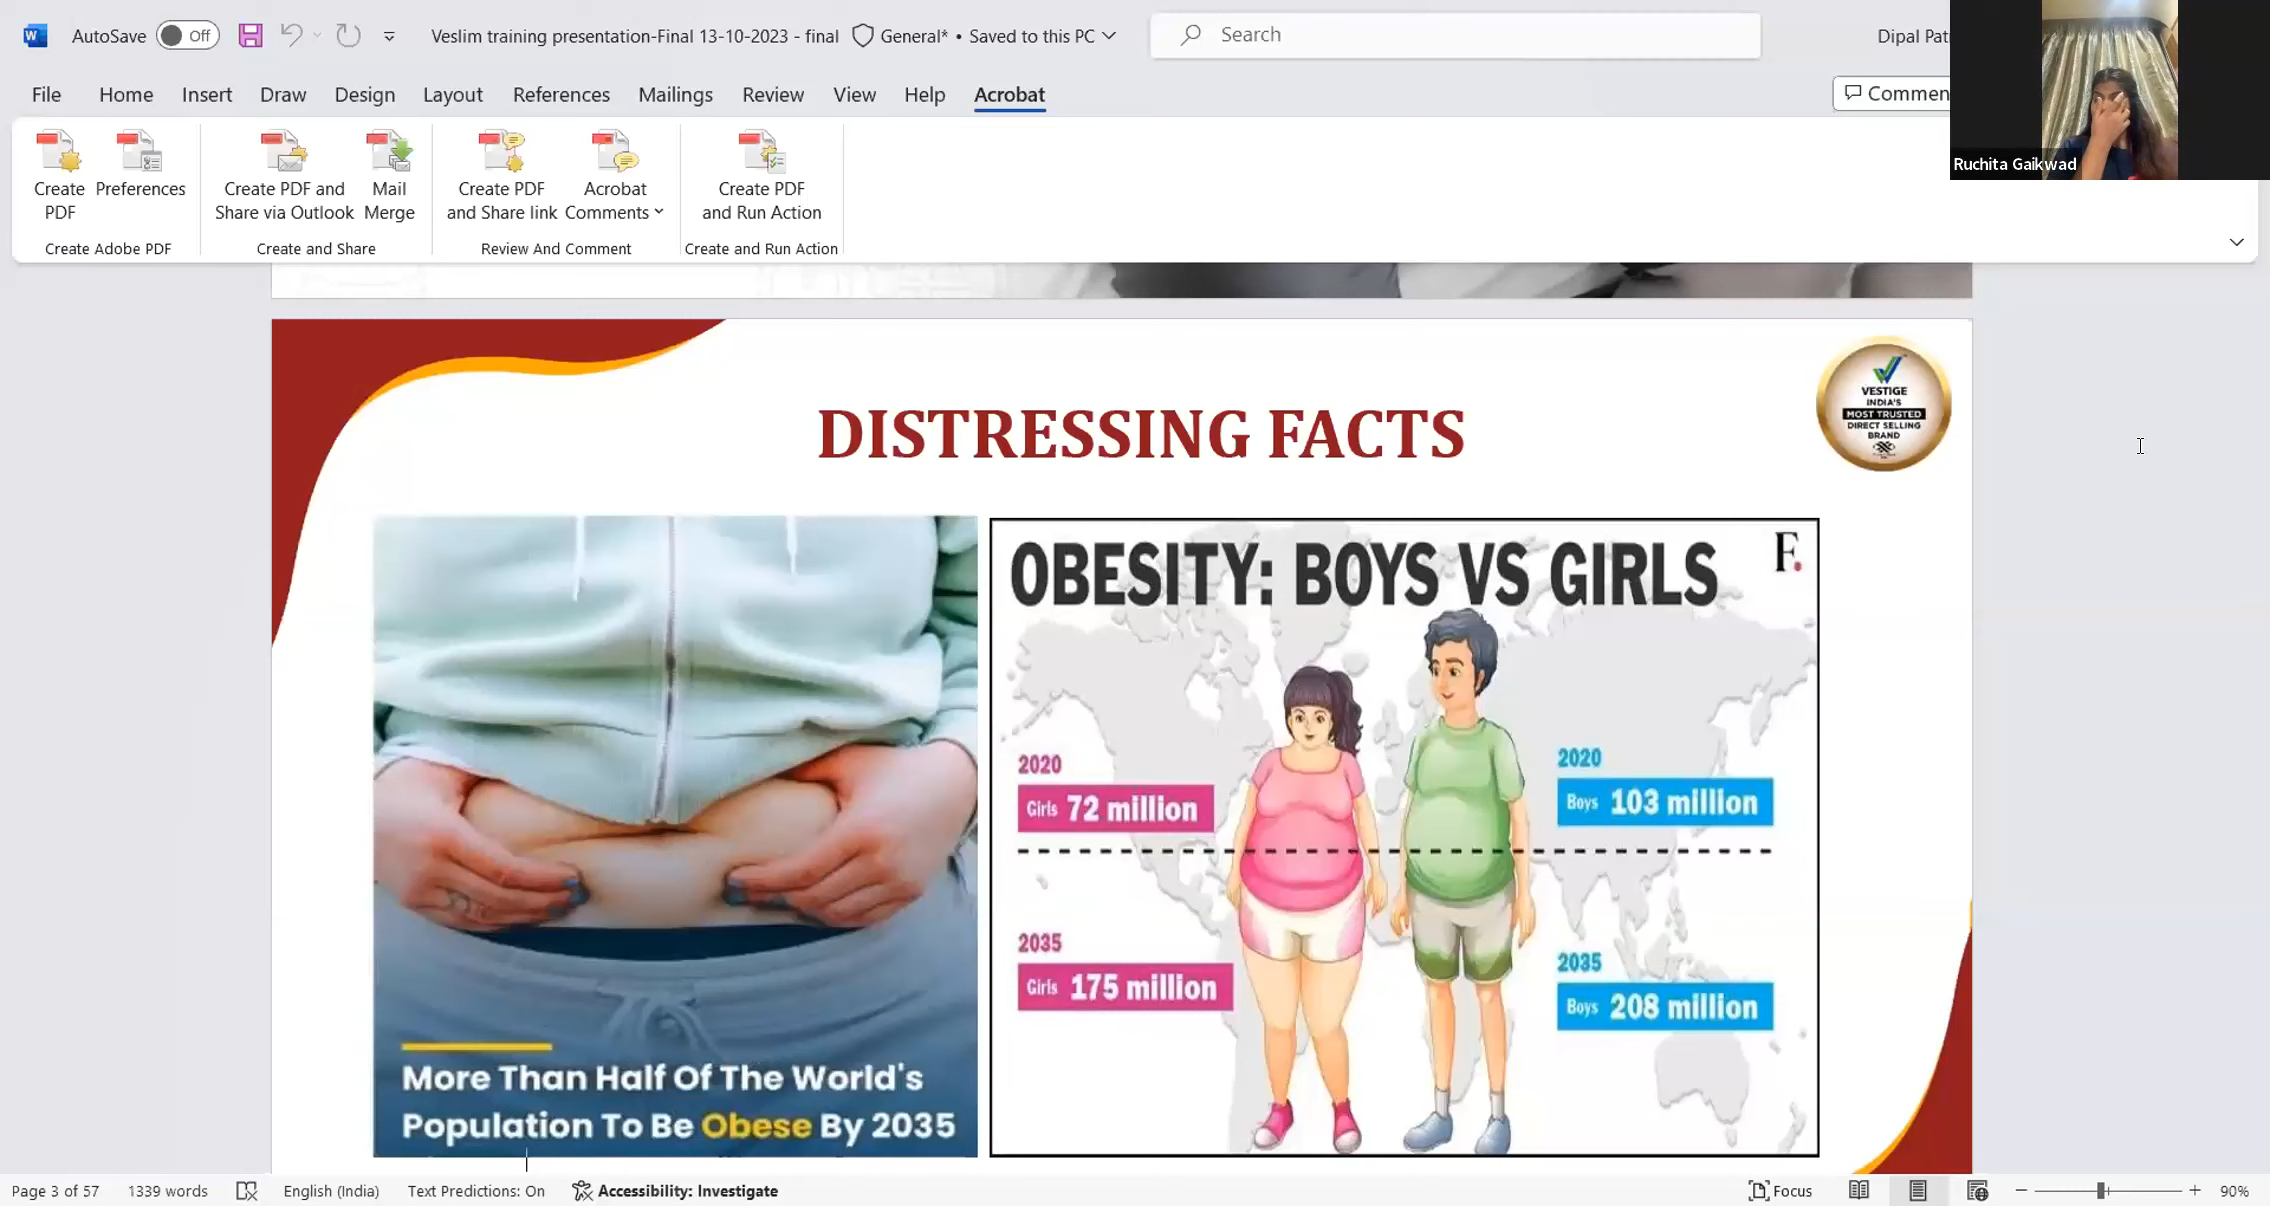 AutoSave Off Veslim training presentation-Final 13-10-2023 - final General* • Saved to this PC Search Dipal Pat
File Home Insert Draw Design Layout References Mailings Review View Help Acrobat Commen
Create PDF
Preferences
Create PDF and Share via Outlook
Mail Merge
Create PDF and Share link
Acrobat Comments
Create PDF and Run Action
Create Adobe PDF Create and Share Review And Comment Create and Run Action
Ruchita Gaikwad
DISTRESSING FACTS
VESTIGE
INDIA'S
MOST TRUSTED
DIRECT SELLING
BRAND
OBESITY: BOYS VS GIRLS
F.
2020
Girls 72 million
2020
Boys 103 million
2035
Girls 175 million
2035
Boys 208 million
More Than Half Of The World's
Population To Be Obese By 2035
Page 3 of 57 1339 words English (India) Text Predictions: On Accessibility: Investigate Focus 90%